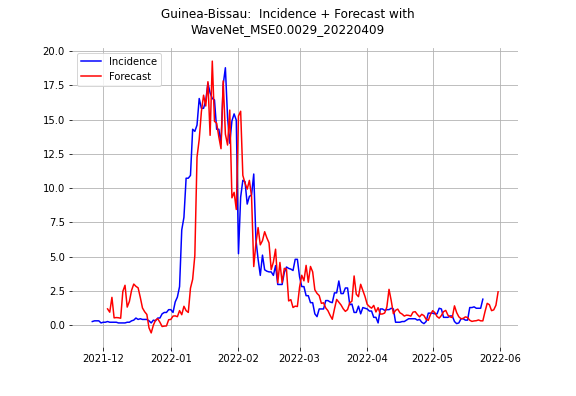 Guinea-Bissau:  Incidence + Forecast with
WaveNet_MSE0.0029_20220409
20.0
17.5
15.0
12.5
10.0
7.5
5.0
2.5
0.0
Incidence
Forecast
2021-12 2022-01 2022-02 2022-03 2022-04 2022-05 2022-06